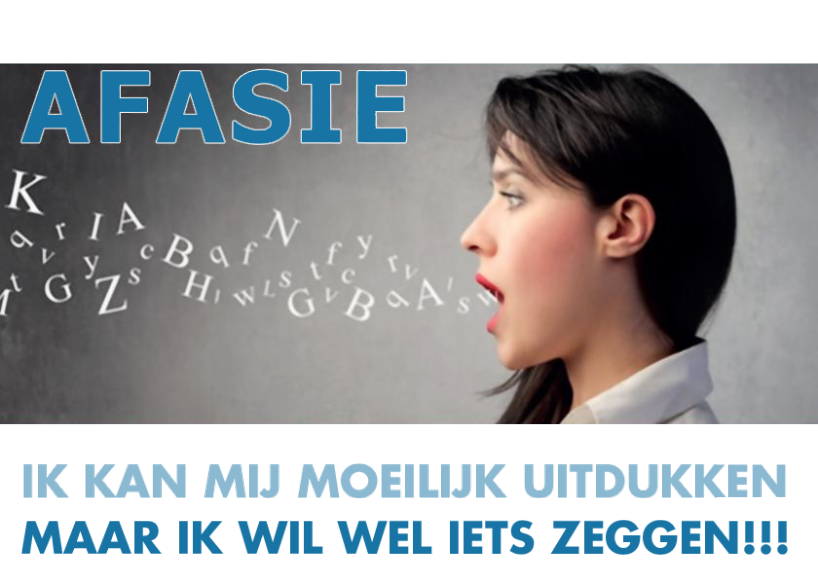 AFASIE
K
q r I A
v y s c B q f N f y
t G Z H I w L S t c r v
M G v B a A ' s w
IK KAN MIJ MOEILIJK UITDUKKEN
MAAR IK WIL WEL IETS ZEGGEN!!!